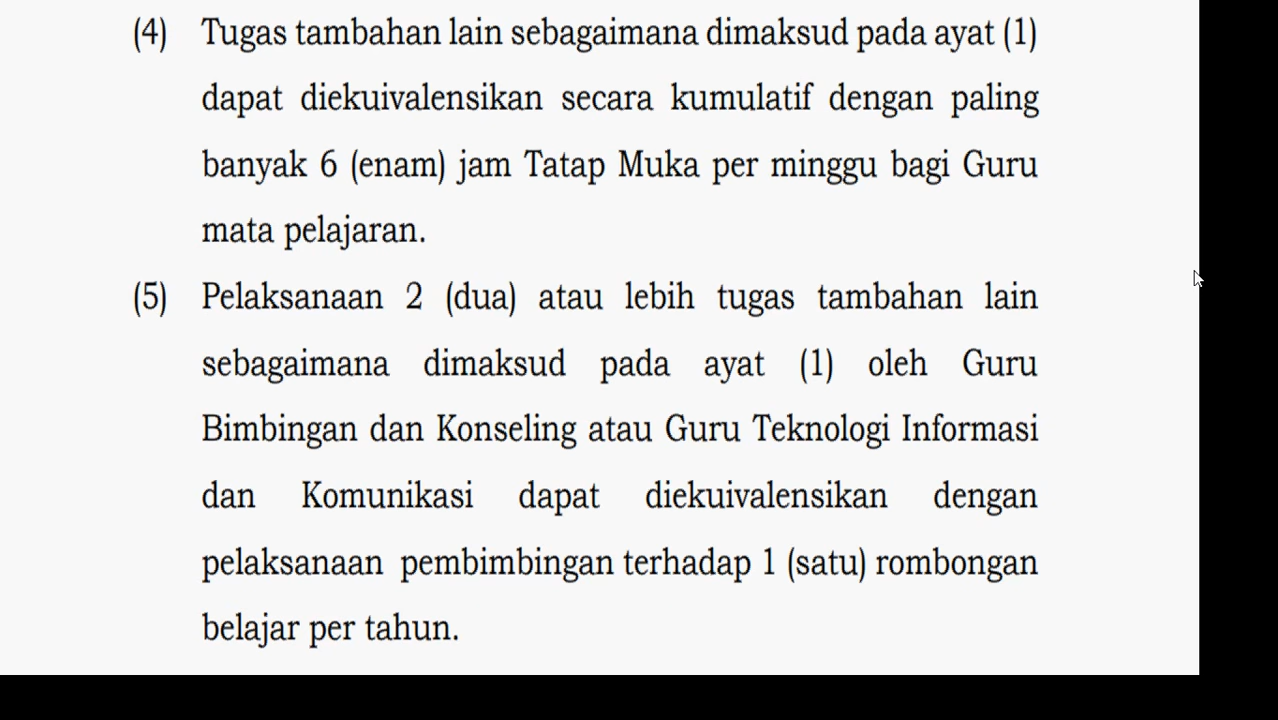 (4) Tugas tambahan lain sebagaimana dimaksud pada ayat (1)
dapat diekuivalensikan secara kumulatif dengan paling
banyak 6 (enam) jam Tatap Muka per minggu bagi Guru
mata pelajaran.
(5) Pelaksanaan 2 (dua) atau lebih tugas tambahan lain
sebagaimana dimaksud pada ayat (1) oleh Guru
Bimbingan dan Konseling atau Guru Teknologi Informasi
dan Komunikasi dapat diekuivalensikan dengan
pelaksanaan pembimbingan terhadap 1 (satu) rombongan
belajar per tahun.